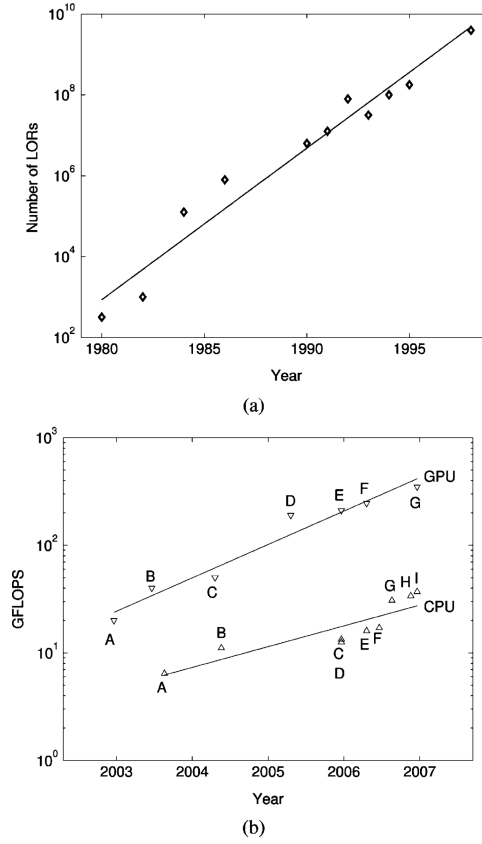 10^10
10^8
10^6
10^4
10^2
Number of LORs
1980 1985 1990 1995
Year
(a)
10^3
10^2
10^1
10^0
GFLOPS
A B C D E F G GPU
A B C D E F G H I CPU
2003 2004 2005 2006 2007
Year
(b)